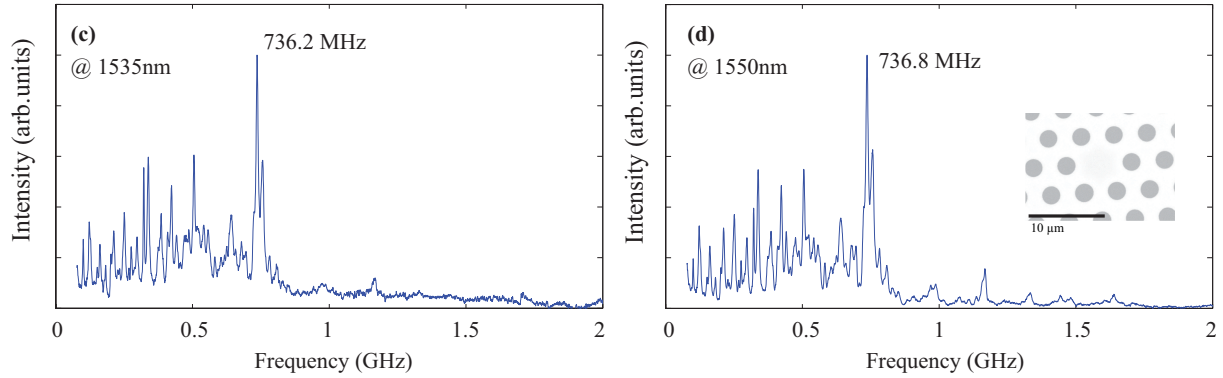 (c)
@ 1535nm
736.2 MHz
Intensity (arb.units)
0
0.5
1
1.5
2
Frequency (GHz)
(d)
@ 1550nm
736.8 MHz
10 μm
Intensity (arb.units)
0
0.5
1
1.5
2
Frequency (GHz)